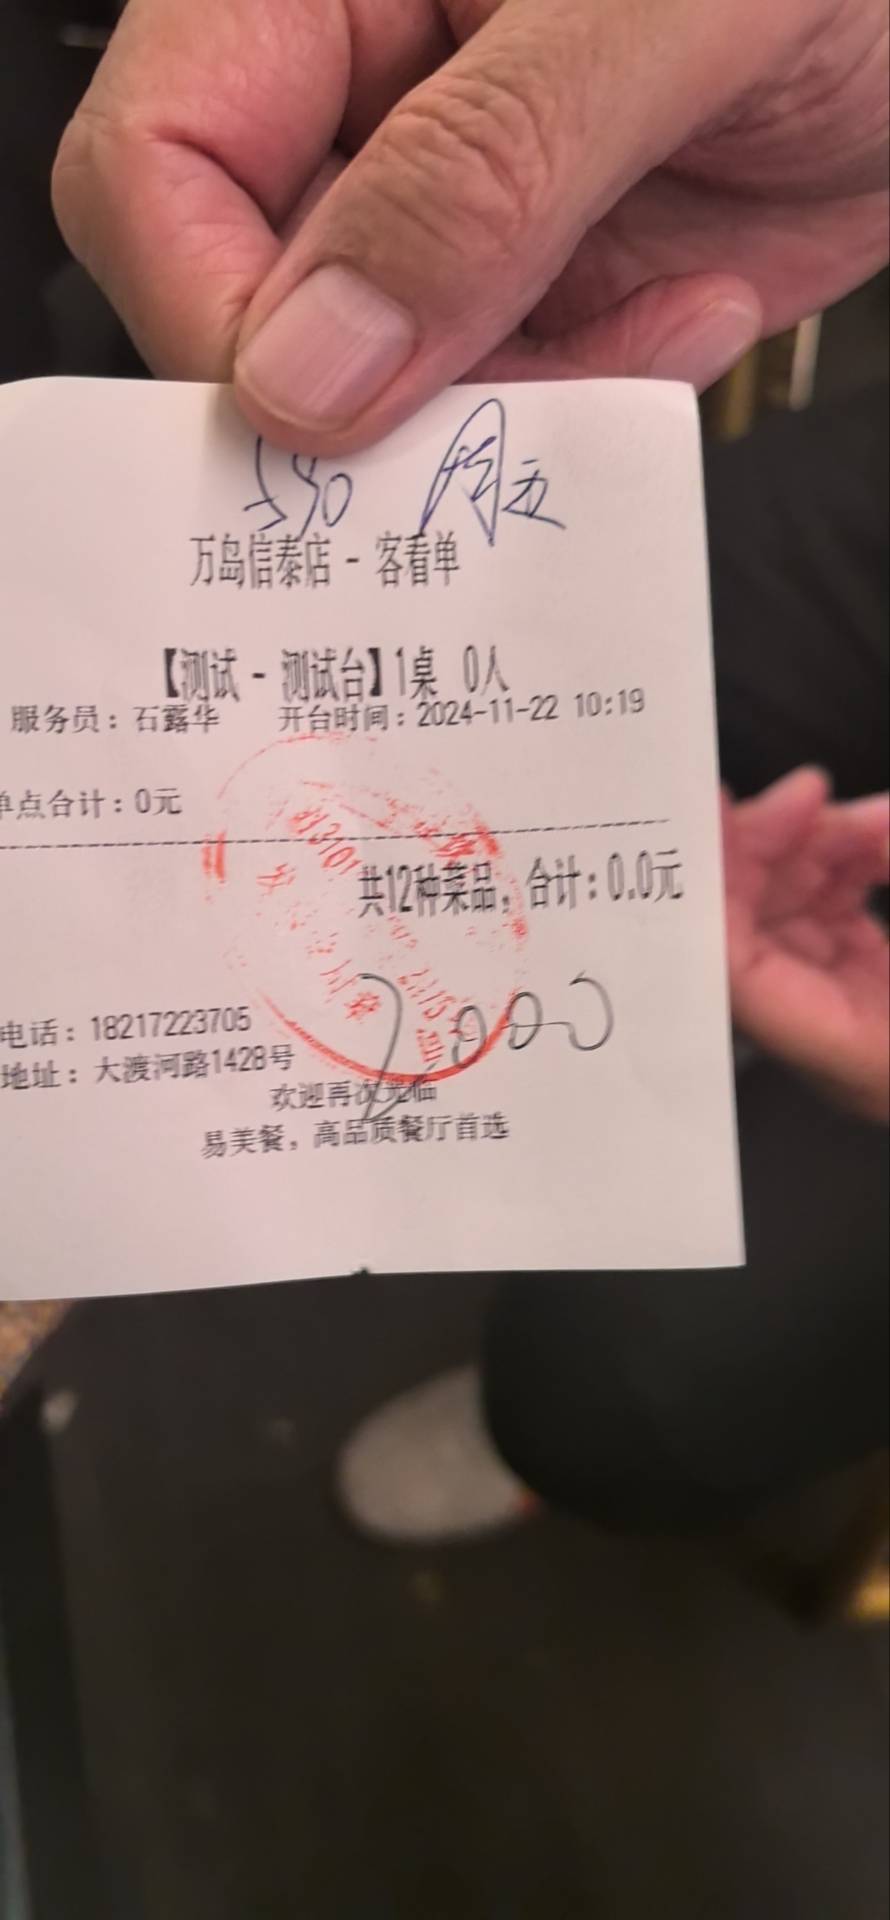 590
万岛信泰店 - 客看单
【测试 - 测试台】1桌 0人
服务员：石露华 开台时间：2024-11-22 10:19
单点合计：0元
共12种菜品，合计：0.0元
2000
电话：18217223705
地址：大渡河路1428号
欢迎再次光临
易美餐，高品质餐厅首选